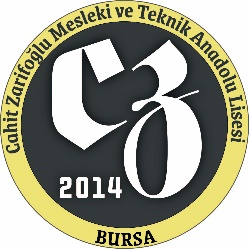 Cahit Zarifoğlu Mesleki ve Teknik Anadolu Lisesi
cz
2014
BURSA